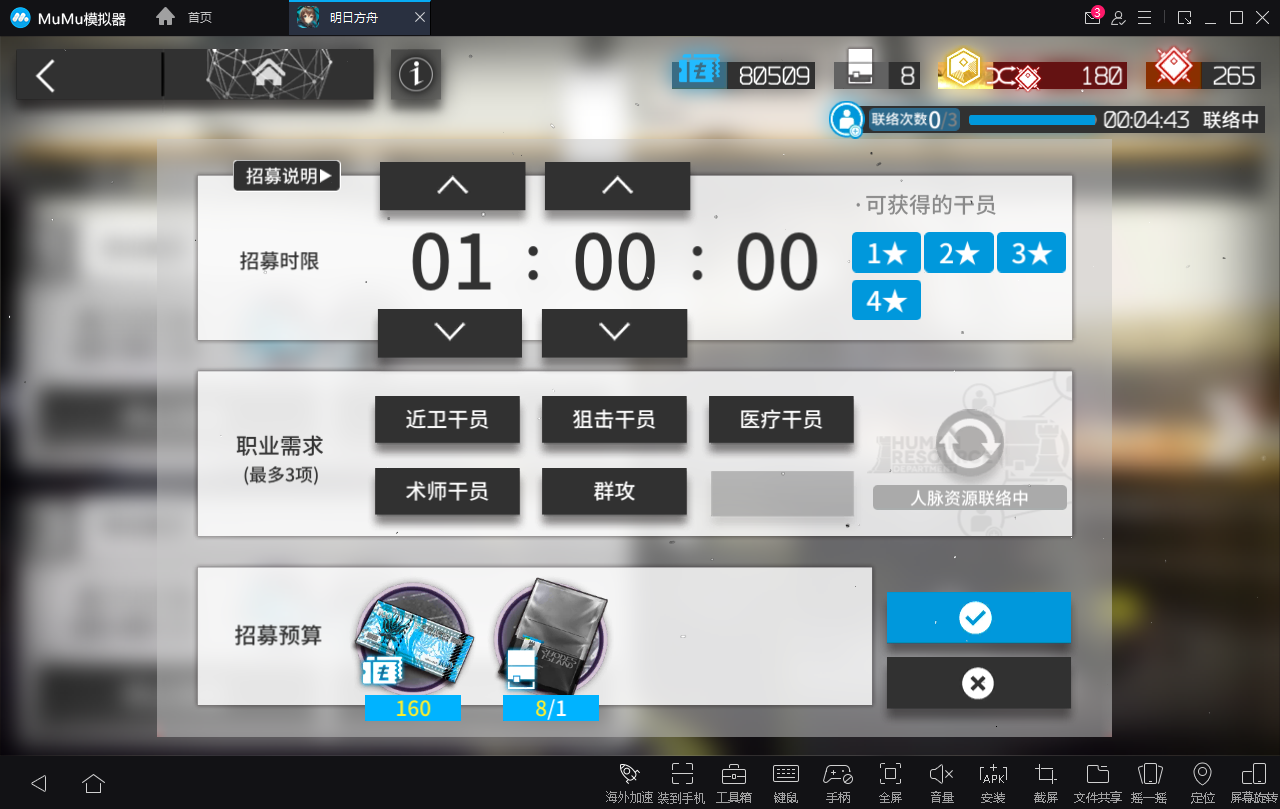 MuMu模拟器
首页
明日方舟
3
80509
8
180
265
联络次数0/3
00:04:43 联络中
招募说明
招募时限
01 : 00 : 00
·可获得的干员
1★ 2★ 3★
4★
职业需求
(最多3项)
近卫干员
狙击干员
医疗干员
术师干员
群攻
HUMAN
RESOURCE
DEPARTMENT
人脉资源联络中
招募预算
RHODES
ISLAND
160
8/1
海外加速
装到手机
工具箱
键鼠
手柄
全屏
音量
APK
安装
截屏
文件共享
摇一摇
定位
屏幕旋转